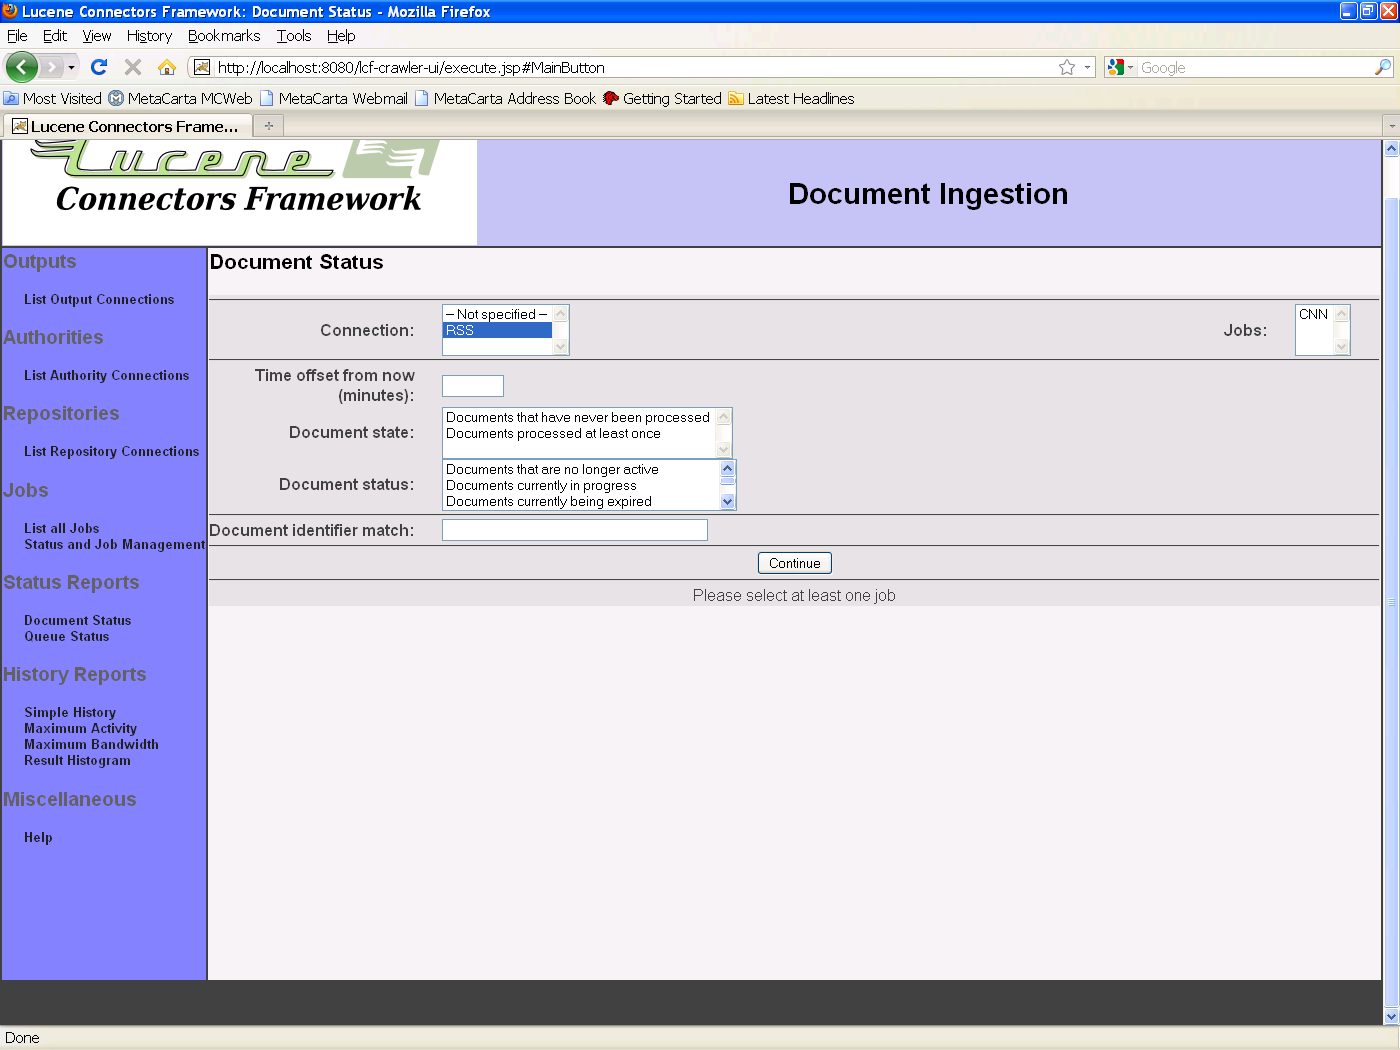 Lucene Connectors Framework: Document Status - Mozilla Firefox
File Edit View History Bookmarks Tools Help
http://localhost:8080/lcf-crawler-ui/execute.jsp#MainButton
Google
Most Visited MetaCarta MCWeb MetaCarta Webmail MetaCarta Address Book Getting Started Latest Headlines
Lucene Connectors Frame...
Lucene
Connectors Framework
Document Ingestion
Outputs
List Output Connections
Authorities
List Authority Connections
Repositories
List Repository Connections
Jobs
List all Jobs
Status and Job Management
Status Reports
Document Status
Queue Status
History Reports
Simple History
Maximum Activity
Maximum Bandwidth
Result Histogram
Miscellaneous
Help
Document Status
Connection:
-- Not specified --
RSS
Jobs:
CNN
Time offset from now
(minutes):
Document state:
Documents that have never been processed
Documents processed at least once
Document status:
Documents that are no longer active
Documents currently in progress
Documents currently being expired
Document identifier match:
Continue
Please select at least one job
Done